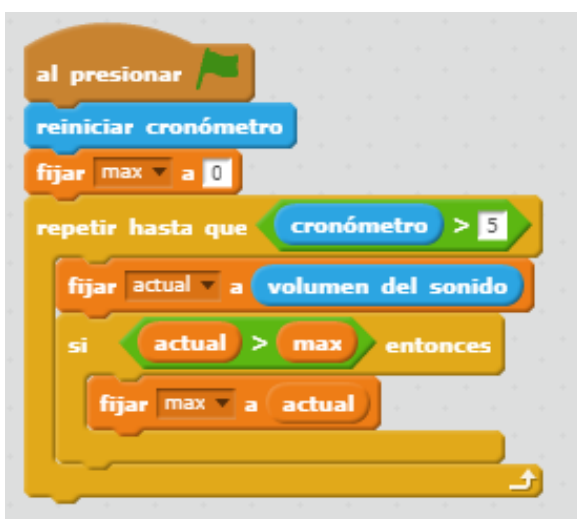 al presionar
reiniciar cronómetro
fijar max a 0
repetir hasta que cronómetro > 5
fijar actual a volumen del sonido
si actual > max entonces
fijar max a actual